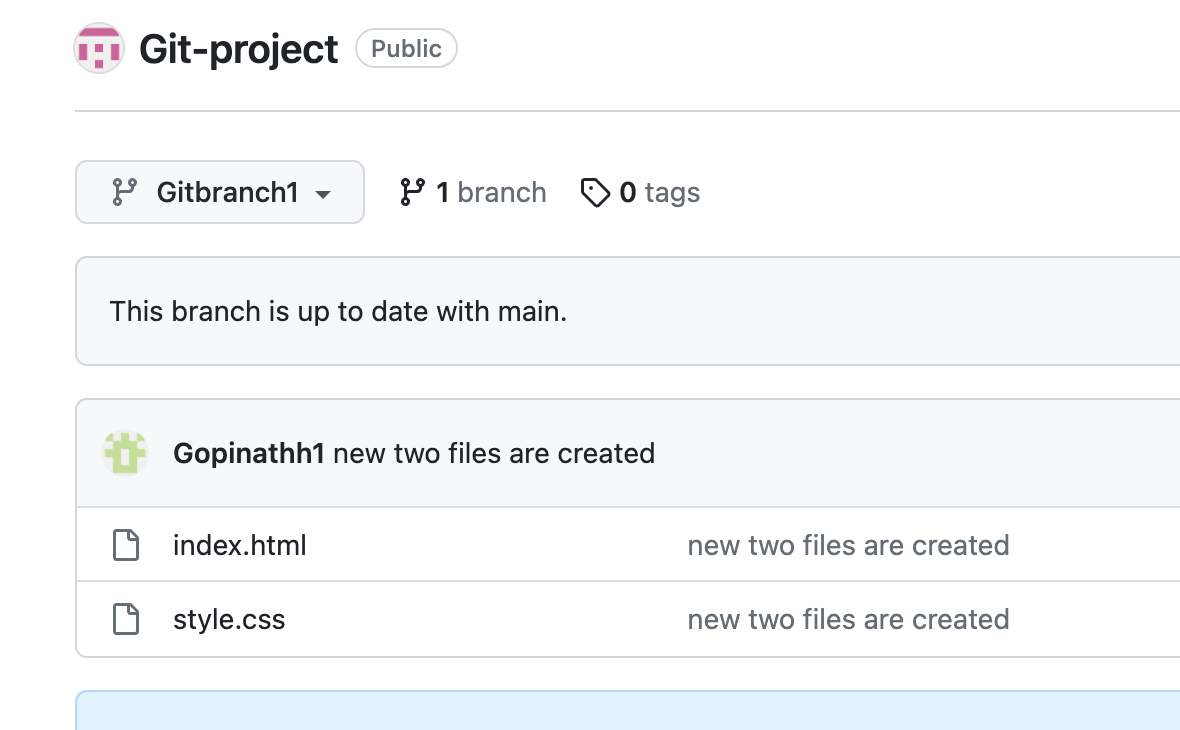 Git-project Public
Gitbranch1 1 branch 0 tags
This branch is up to date with main.
Gopinathh1 new two files are created
index.html new two files are created
style.css new two files are created